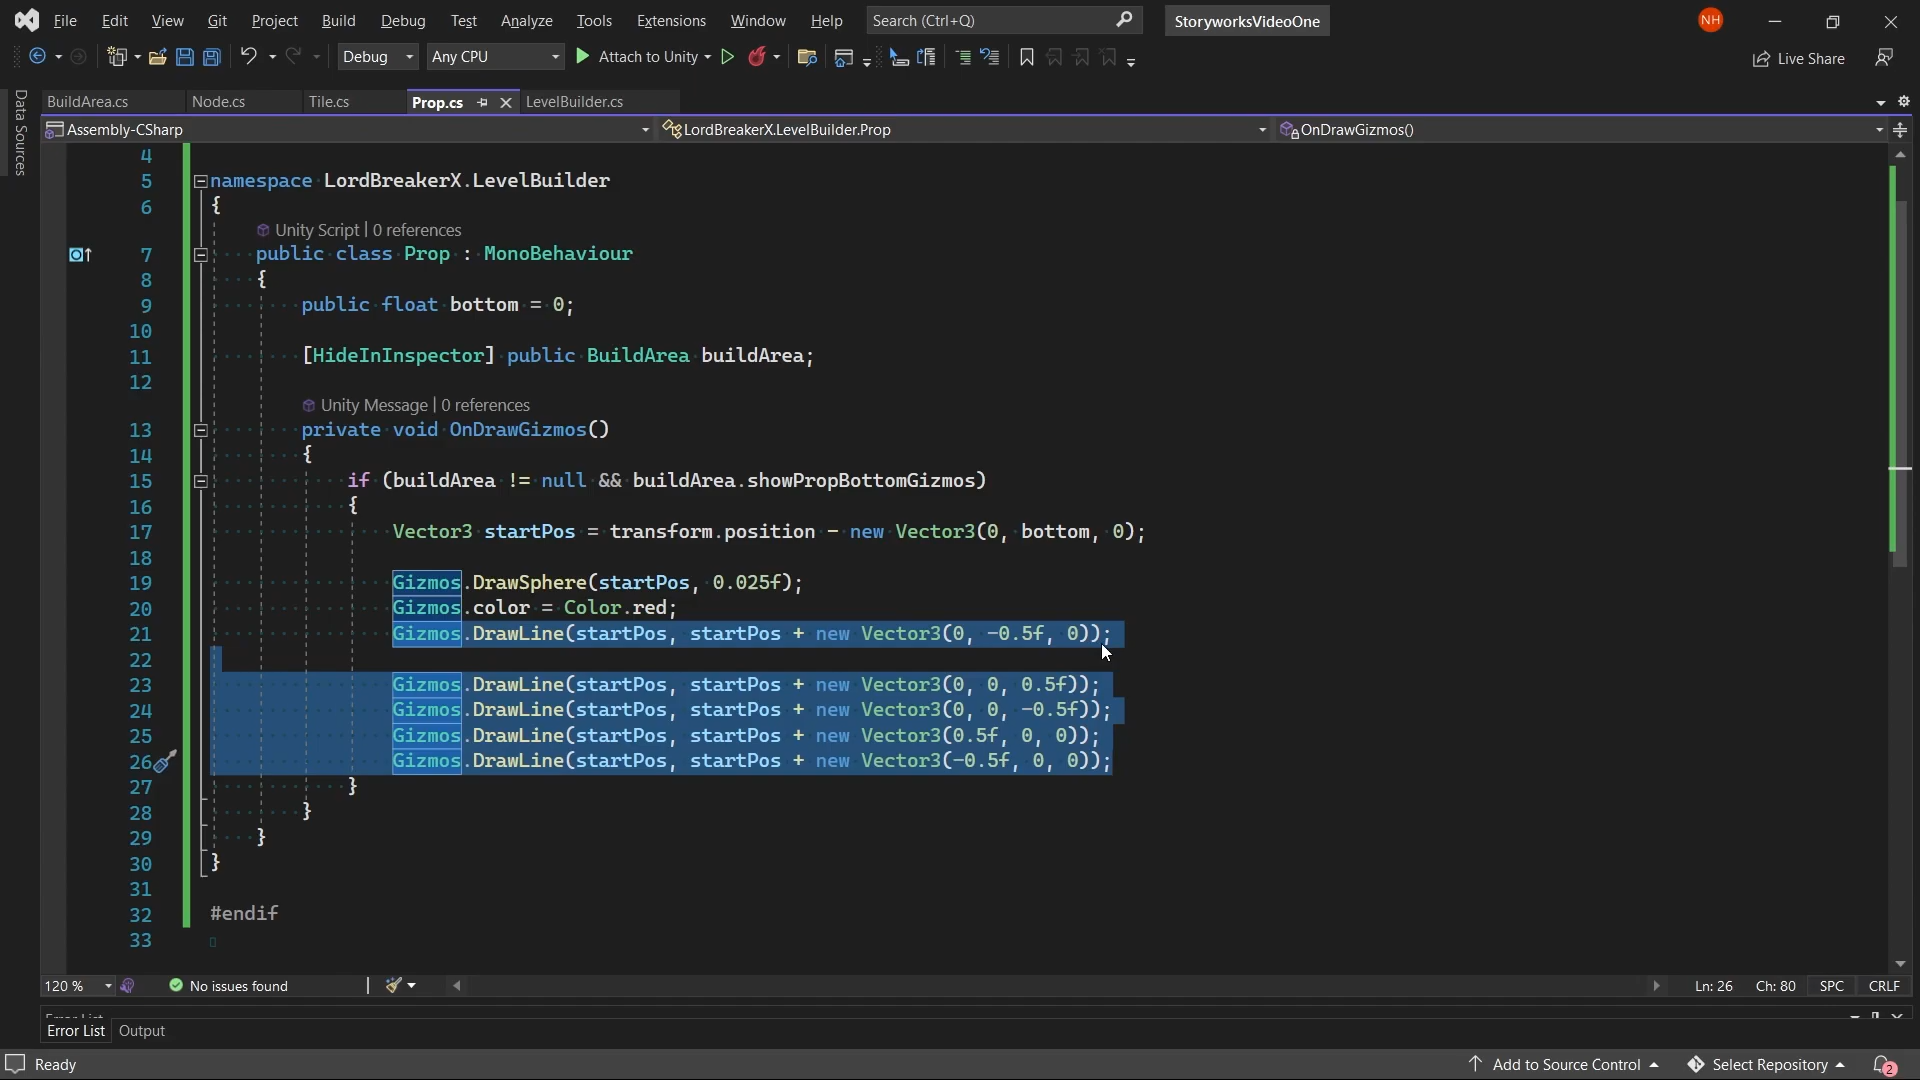 File Edit View Git Project Build Debug Test Analyze Tools Extensions Window Help Search (Ctrl+Q) StoryworksVideoOne NH
Debug Any CPU Attach to Unity Live Share
Data Sources
BuildArea.cs Node.cs Tile.cs Prop.cs LevelBuilder.cs
Assembly-CSharp LordBreakerX.LevelBuilder.Prop OnDrawGizmos()
4
5 namespace LordBreakerX.LevelBuilder
6 {
Unity Script | 0 references
7 public class Prop : MonoBehaviour
8 {
9 public float bottom = 0;
10
11 [HideInInspector] public BuildArea buildArea;
12
Unity Message | 0 references
13 private void OnDrawGizmos()
14 {
15 if (buildArea != null && buildArea.showPropBottomGizmos)
16 {
17 Vector3 startPos = transform.position - new Vector3(0, bottom, 0);
18
19 Gizmos.DrawSphere(startPos, 0.025f);
20 Gizmos.color = Color.red;
21 Gizmos.DrawLine(startPos, startPos + new Vector3(0, -0.5f, 0));
22
23 Gizmos.DrawLine(startPos, startPos + new Vector3(0, 0, 0.5f));
24 Gizmos.DrawLine(startPos, startPos + new Vector3(0, 0, -0.5f));
25 Gizmos.DrawLine(startPos, startPos + new Vector3(0.5f, 0, 0));
26 Gizmos.DrawLine(startPos, startPos + new Vector3(-0.5f, 0, 0));
27 }
28 }
29 }
30 }
31
32 #endif
33
120 % No issues found Ln: 26 Ch: 80 SPC CRLF
Error List
Error List Output
Ready Add to Source Control Select Repository 2